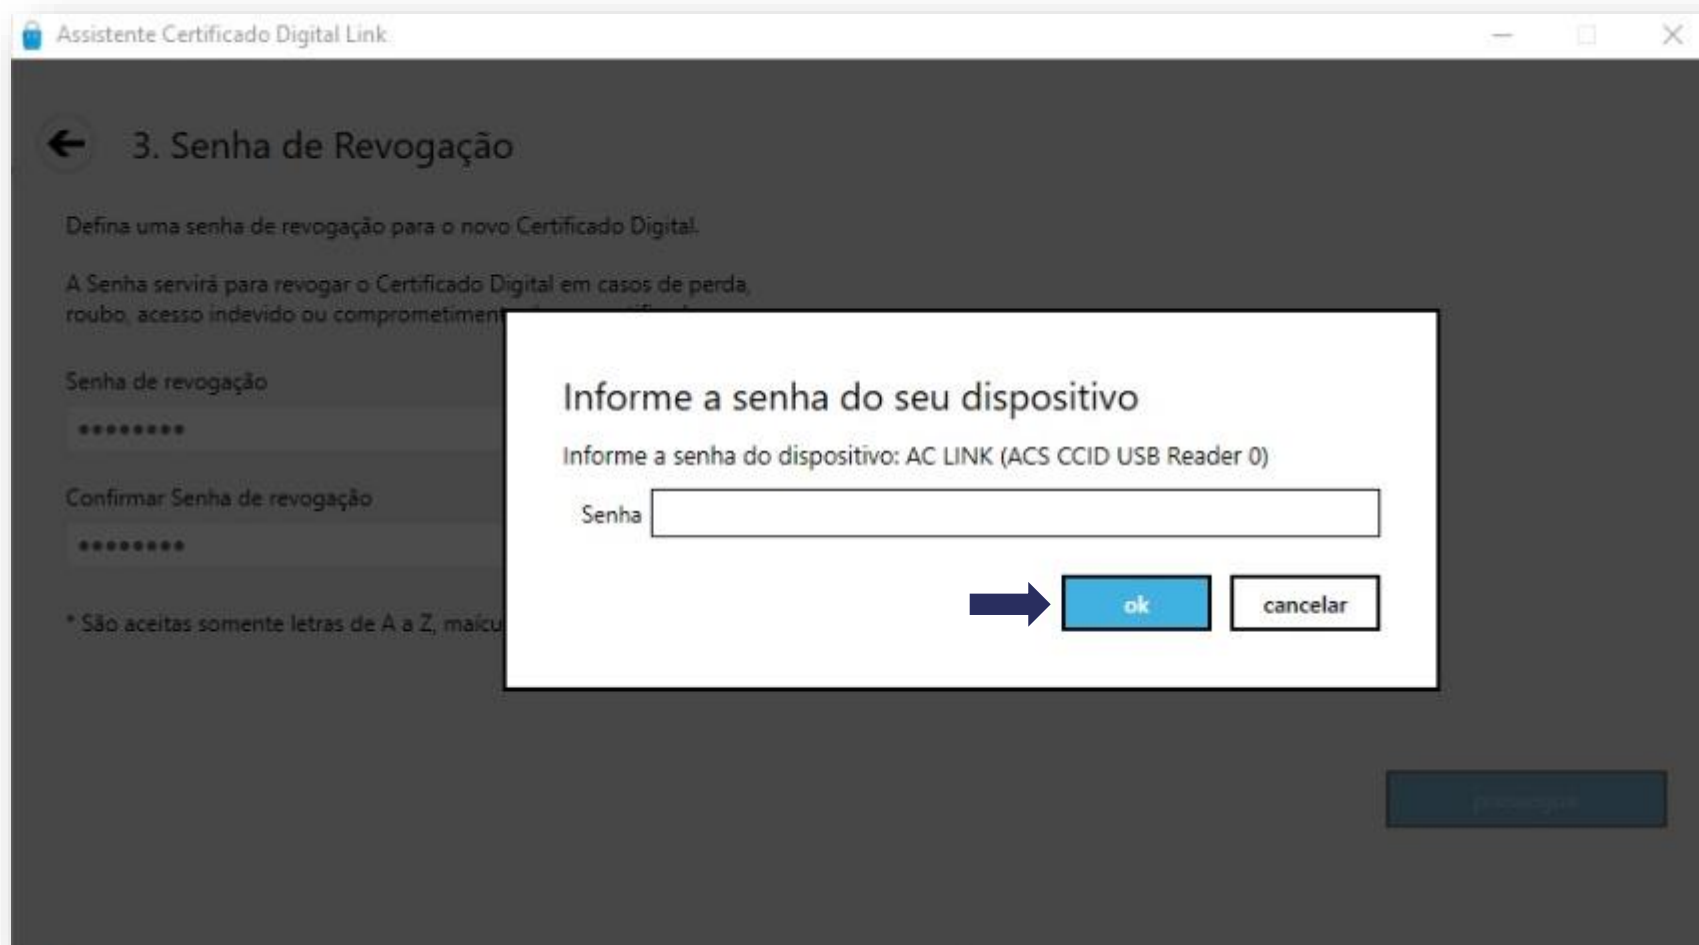 Assistente Certificado Digital Link
3. Senha de Revogação
Defina uma senha de revogação para o novo Certificado Digital.
A Senha servirá para revogar o Certificado Digital em casos de perda,
roubo, acesso indevido ou
Senha de revogação
Confirmar Senha de revogação
* São aceitas somente letras de A a Z,
Informe a senha do seu dispositivo
Informe a senha do dispositivo: AC LINK (ACS CCID USB Reader 0)
Senha
ok
cancelar